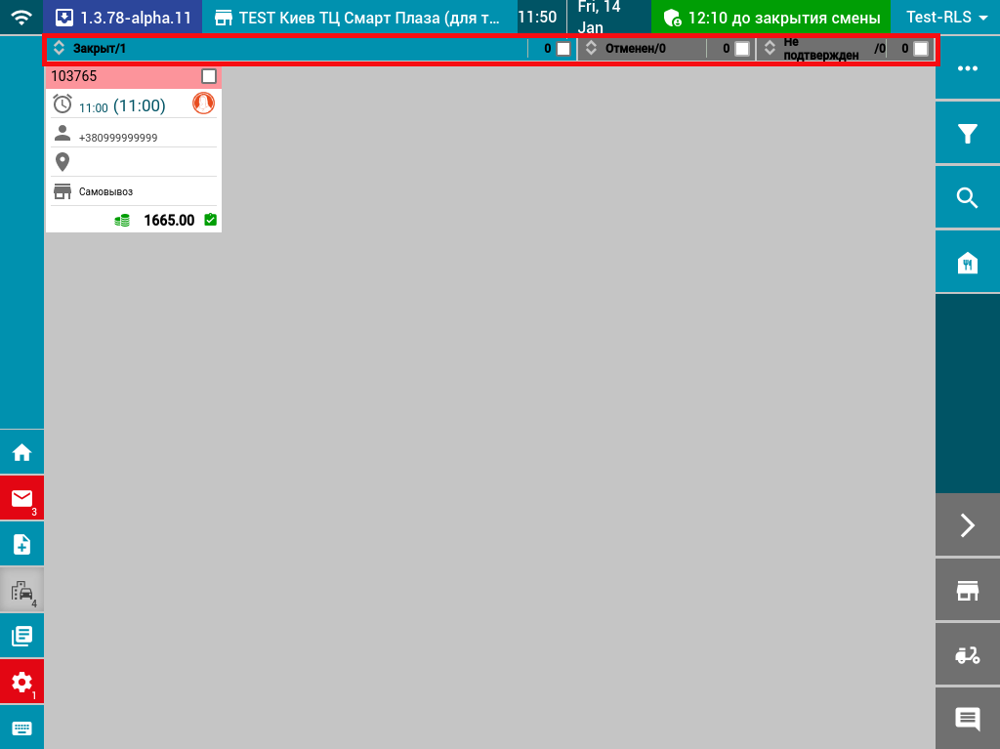 1.3.78-alpha.11
TEST Киев ТЦ Смарт Плаза (для т...
11:50
Fri, 14
Jan
12:10 до закрытия смены
Test-RLS
Закрыт/1
0
Отменен/0
0
Не
подтвержден
/0
0
103765
11:00 (11:00)
+380999999999
Самовывоз
1665.00
3
4
1